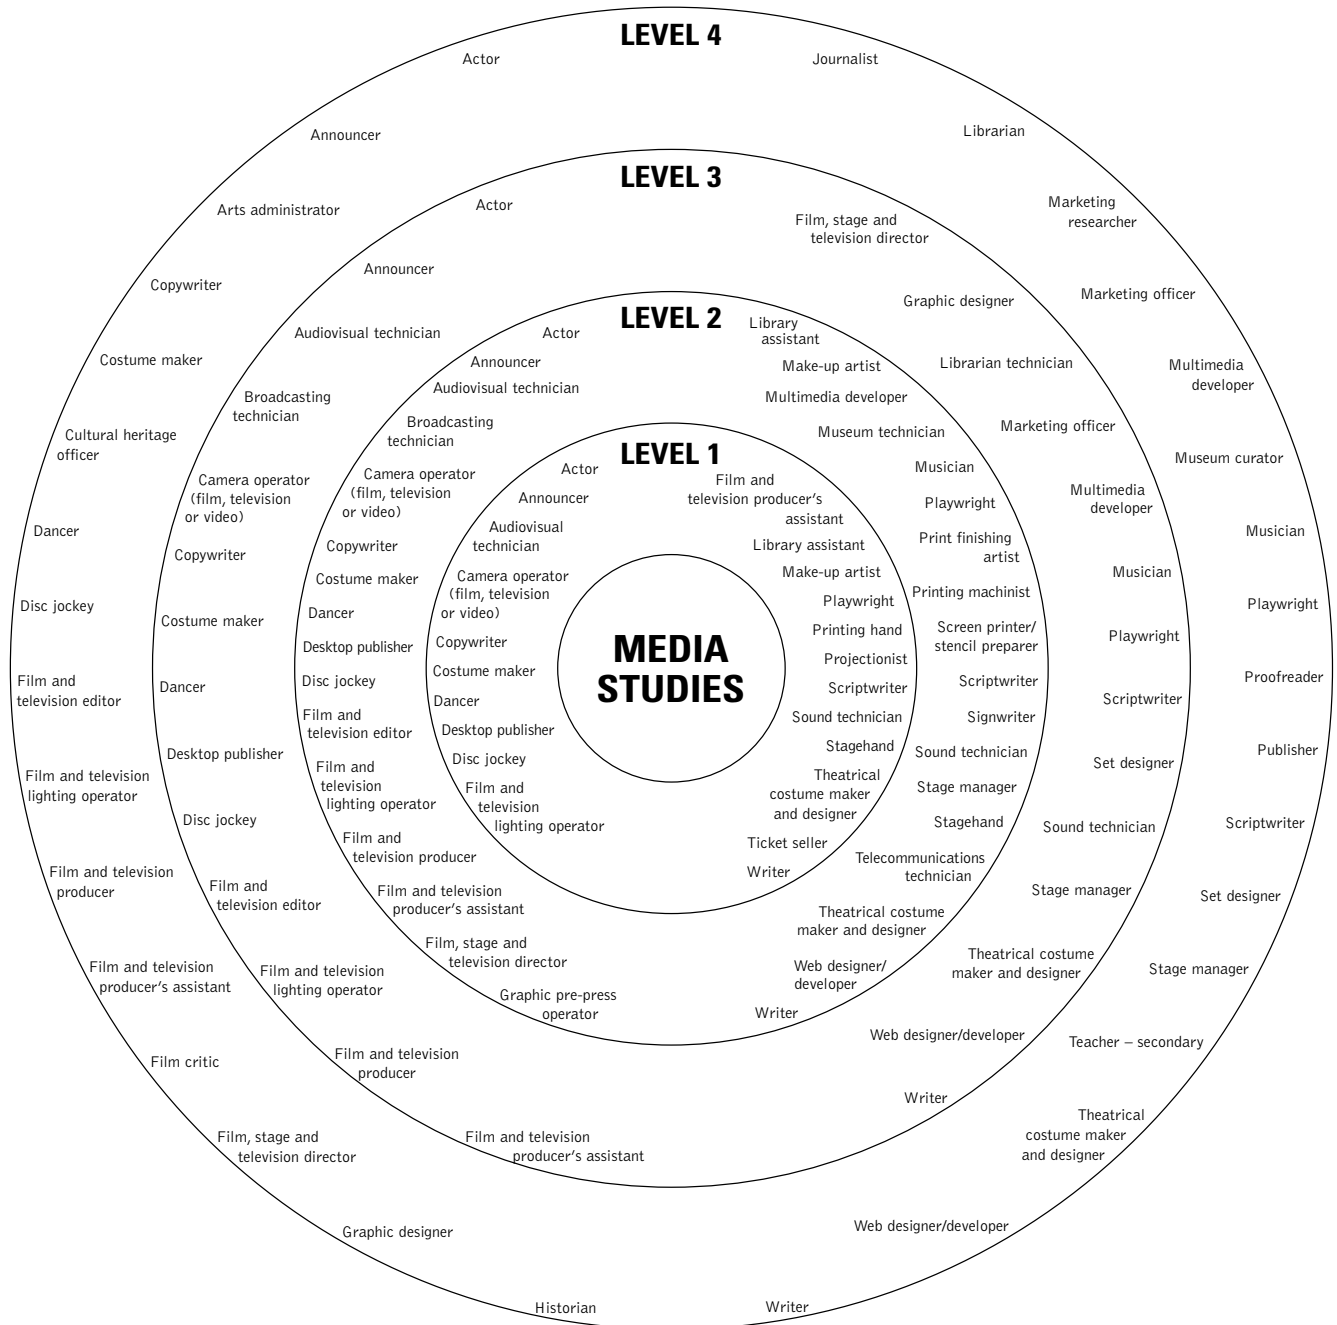 LEVEL 4
Actor
Announcer
Arts administrator
Copywriter
Costume maker
Cultural heritage
officer
Dancer
Disc jockey
Film and
television editor
Film and television
lighting operator
Film and television
producer
Film and television
producer's assistant
Film critic
Film, stage and
television director
Graphic designer
Historian
Journalist
Librarian
Marketing
researcher
Marketing officer
Multimedia
developer
Museum curator
Musician
Playwright
Proofreader
Publisher
Scriptwriter
Set designer
Stage manager
Teacher – secondary
Theatrical
costume maker
and designer
Web designer/developer
Writer
LEVEL 3
Actor
Announcer
Audiovisual technician
Broadcasting
technician
Camera operator
(film, television
or video)
Copywriter
Costume maker
Dancer
Desktop publisher
Disc jockey
Film and
television editor
Film and television
lighting operator
Film and television
producer
Film and television
producer's assistant
Film, stage and
television director
Graphic designer
Librarian technician
Marketing officer
Multimedia
developer
Musician
Playwright
Scriptwriter
Set designer
Sound technician
Stage manager
Theatrical costume
maker and designer
Web designer/developer
Writer
LEVEL 2
Actor
Announcer
Audiovisual technician
Broadcasting
technician
Camera operator
(film, television
or video)
Copywriter
Costume maker
Dancer
Desktop publisher
Disc jockey
Film and
television editor
Film and
television
lighting operator
Film and
television producer
Film and television
producer's assistant
Film, stage and
television director
Graphic pre-press
operator
Library
assistant
Make-up artist
Multimedia developer
Museum technician
Musician
Playwright
Print finishing
artist
Printing machinist
Screen printer/
stencil preparer
Scriptwriter
Signwriter
Sound technician
Stage manager
Stagehand
Telecommunications
technician
Theatrical costume
maker and designer
Web designer/
developer
Writer
LEVEL 1
Actor
Announcer
Audiovisual
technician
Camera operator
(film, television
or video)
Copywriter
Costume maker
Dancer
Desktop publisher
Disc jockey
Film and
television
lighting operator
Film and
television producer's
assistant
Library assistant
Make-up artist
Playwright
Printing hand
Projectionist
Scriptwriter
Sound technician
Stagehand
Theatrical
costume maker
and designer
Ticket seller
Writer
MEDIA
STUDIES